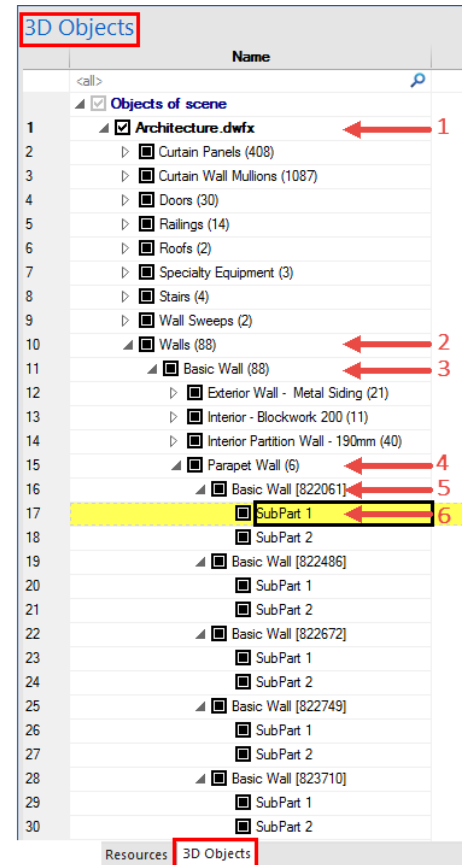 3D Objects
Name
<all>
Objects of scene
1 Architecture.dwfx 1
2 Curtain Panels (408)
3 Curtain Wall Mullions (1087)
4 Doors (30)
5 Railings (14)
6 Roofs (2)
7 Specialty Equipment (3)
8 Stairs (4)
9 Wall Sweeps (2)
10 Walls (88) 2
11 Basic Wall (88) 3
12 Exterior Wall - Metal Siding (21)
13 Interior - Blockwork 200 (11)
14 Interior Partition Wall - 190mm (40)
15 Parapet Wall (6) 4
16 Basic Wall [822061] 5
17 SubPart 1 6
18 SubPart 2
19 Basic Wall [822486]
20 SubPart 1
21 SubPart 2
22 Basic Wall [822672]
23 SubPart 1
24 SubPart 2
25 Basic Wall [822749]
26 SubPart 1
27 SubPart 2
28 Basic Wall [823710]
29 SubPart 1
30 SubPart 2
Resources 3D Objects